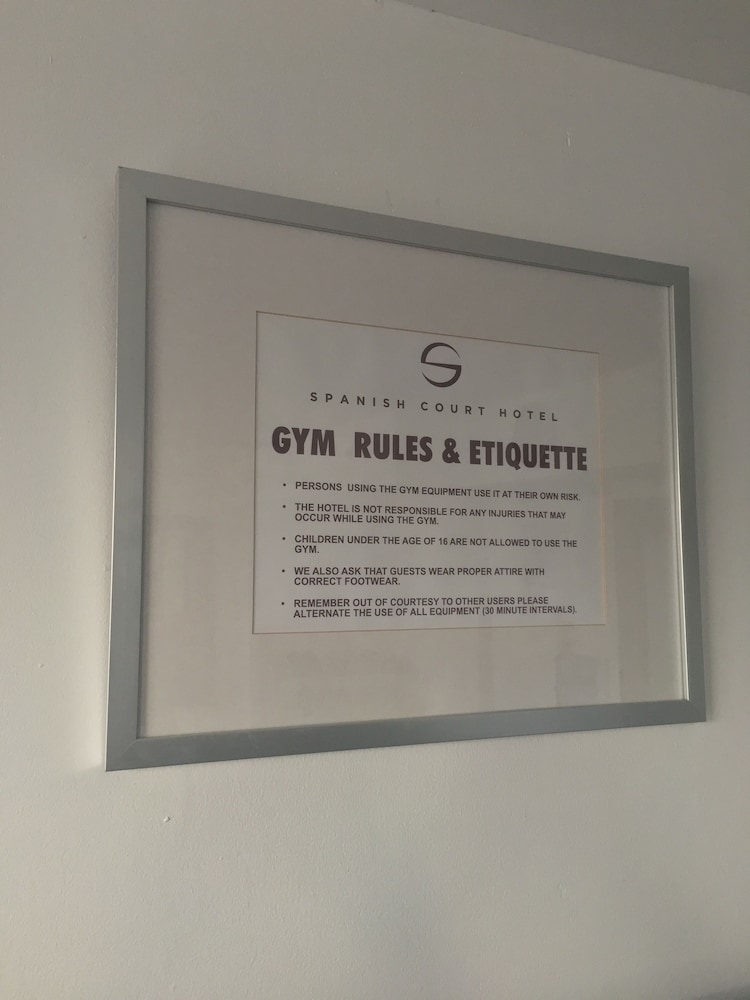 SPANISH COURT HOTEL
GYM RULES & ETIQUETTE
• PERSONS USING THE GYM EQUIPMENT USE IT AT THEIR OWN RISK.
• THE HOTEL IS NOT RESPONSIBLE FOR ANY INJURIES THAT MAY
OCCUR WHILE USING THE GYM.
• CHILDREN UNDER THE AGE OF 16 ARE NOT ALLOWED TO USE THE
GYM.
• WE ALSO ASK THAT GUESTS WEAR PROPER ATTIRE WITH
CORRECT FOOTWEAR.
• REMEMBER OUT OF COURTESY TO OTHER USERS PLEASE
ALTERNATE THE USE OF ALL EQUIPMENT (30 MINUTE INTERVALS).